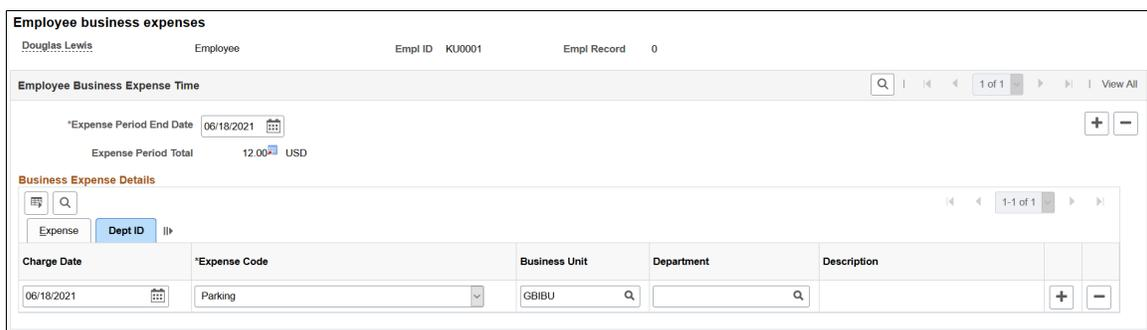 Employee business expenses
Douglas Lewis Employee Empl ID KU0001 Empl Record 0
Employee Business Expense Time 1 of 1 View All
*Expense Period End Date 06/18/2021
Expense Period Total 12.00 USD
Business Expense Details
1-1 of 1
Expense Dept ID
Charge Date *Expense Code Business Unit Department Description
06/18/2021 Parking GBIBU